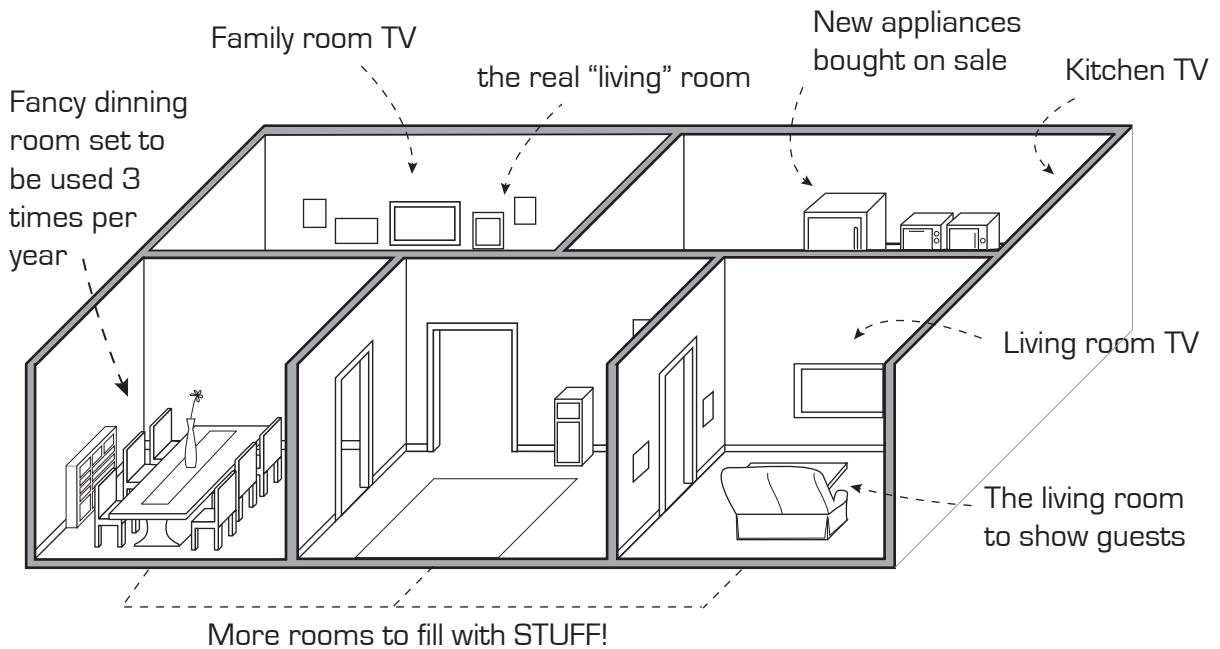 Family room TV
the real “living” room
New appliances
bought on sale
Kitchen TV
Fancy dinning
room set to
be used 3
times per
year
Living room TV
The living room
to show guests
More rooms to fill with STUFF!